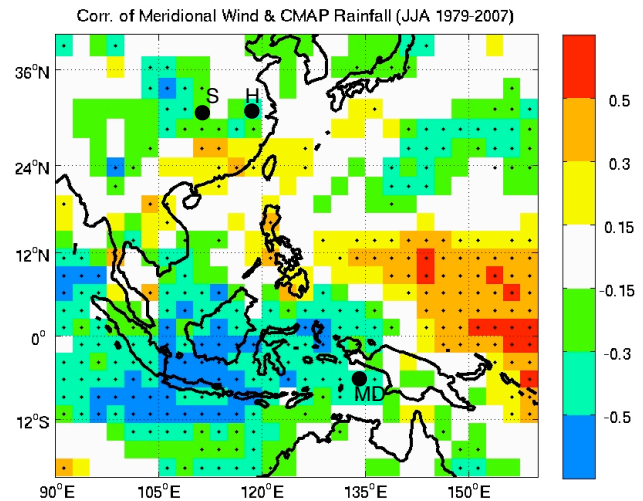 Corr. of Meridional Wind & CMAP Rainfall (JJA 1979-2007)
36°N
24°N
12°N
0°
12°S
90°E
105°E
120°E
135°E
150°E
S
H
MD
0.5
0.3
0.15
-0.15
-0.3
-0.5